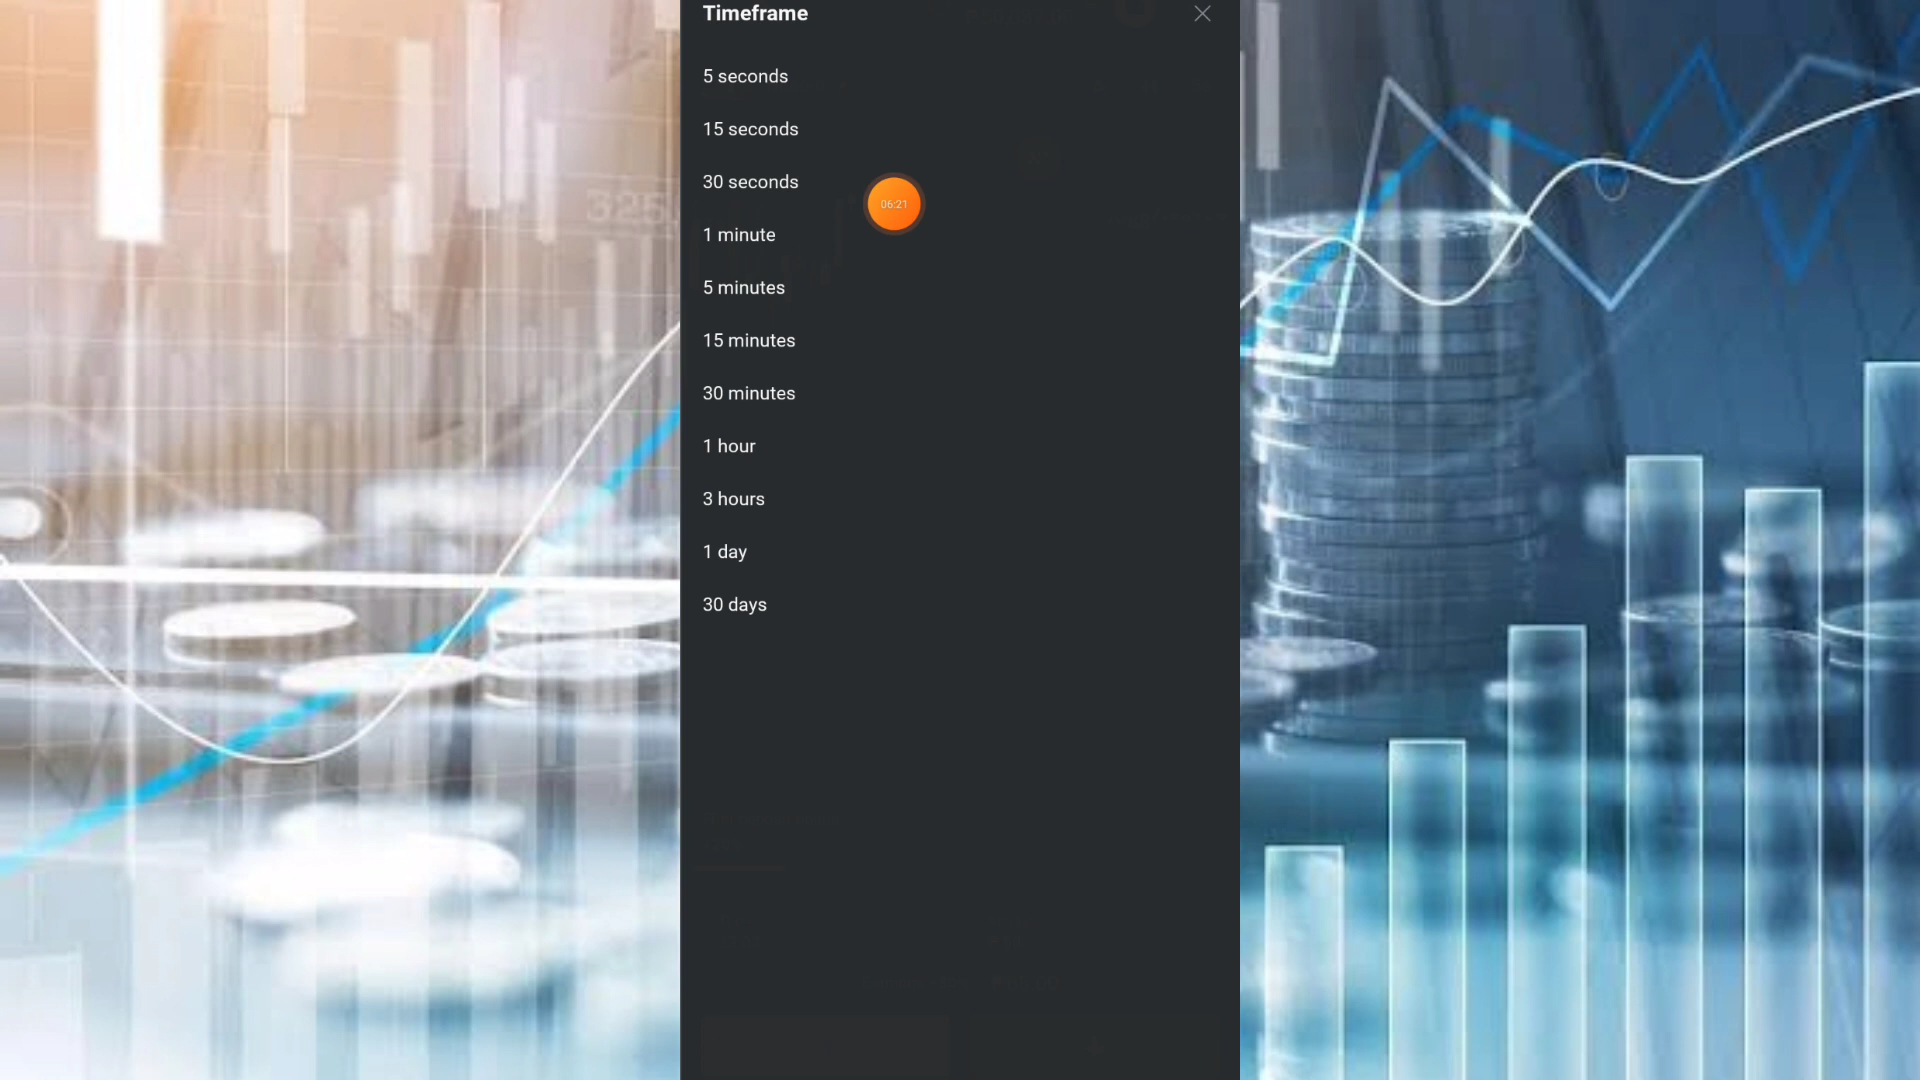 Timeframe
5 seconds
15 seconds
30 seconds
06:21
1 minute
5 minutes
15 minutes
30 minutes
1 hour
3 hours
1 day
30 days